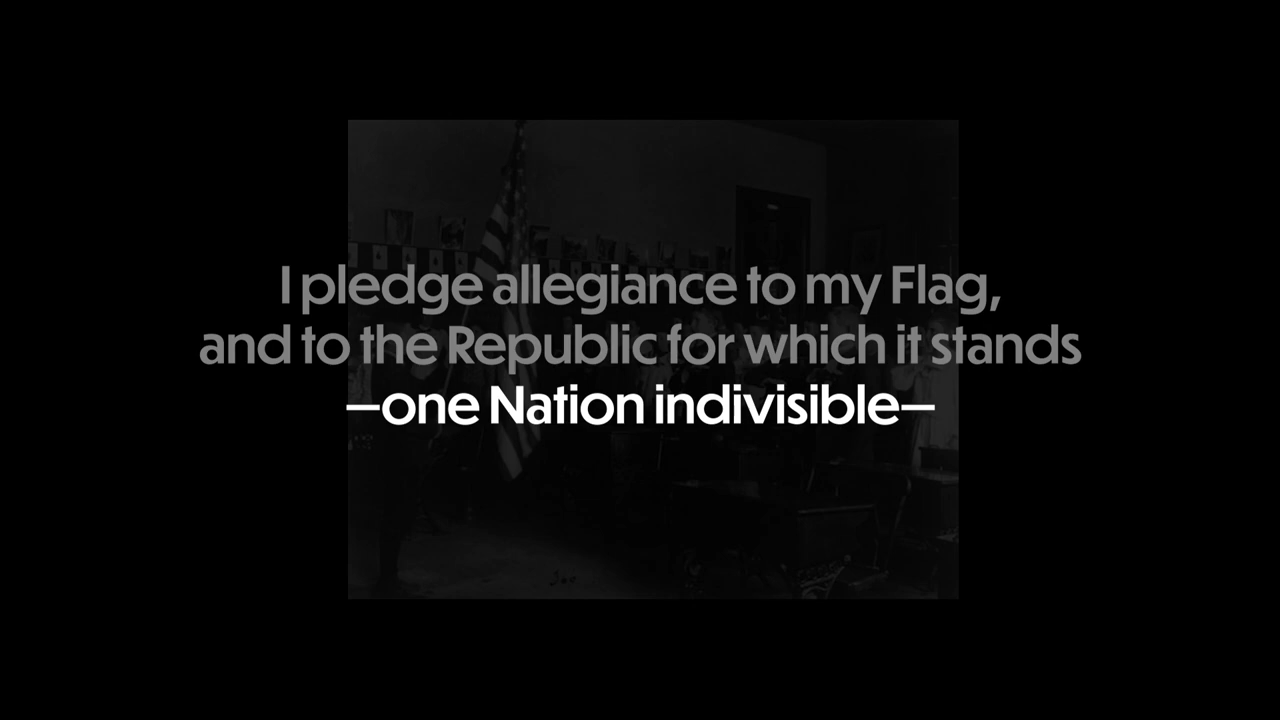 I pledge allegiance to my Flag,
and to the Republic for which it stands
—one Nation indivisible—